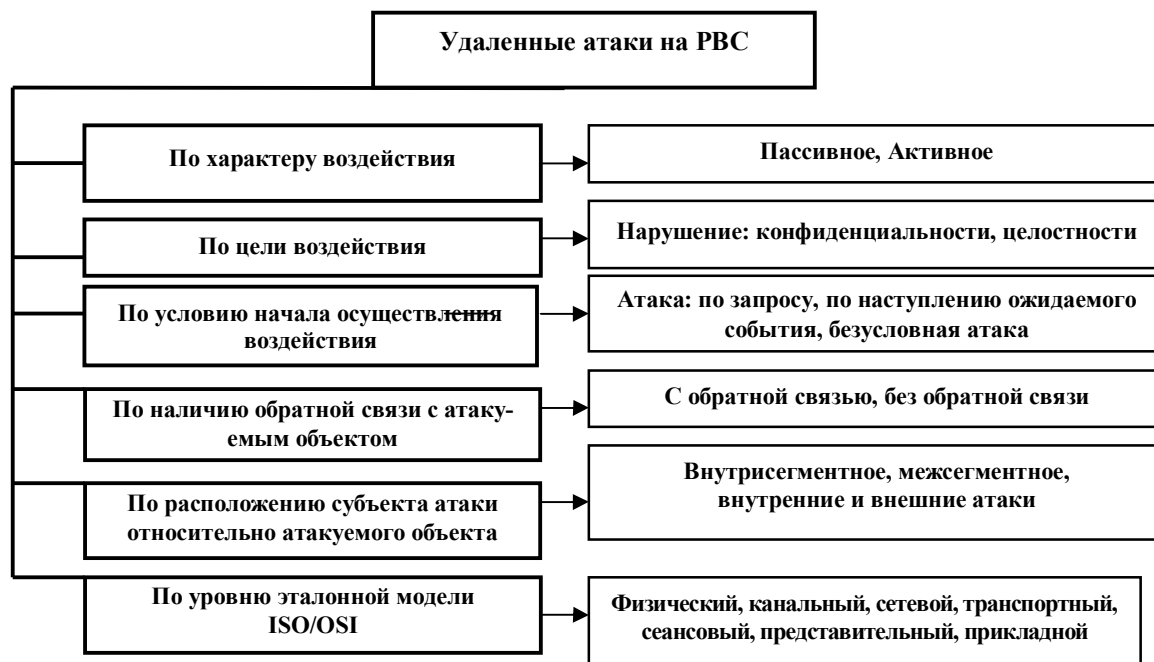 Удаленные атаки на РВС
По характеру воздействия
Пассивное, Активное
По цели воздействия
Нарушение: конфиденциальности, целостности
По условию начала осуществления
воздействия
Атака: по запросу, по наступлению ожидаемого
события, безусловная атака
По наличию обратной связи с атаку-
емым объектом
С обратной связью, без обратной связи
По расположению субъекта атаки
относительно атакуемого объекта
Внутрисегментное, межсегментное,
внутренние и внешние атаки
По уровню эталонной модели
ISO/OSI
Физический, канальный, сетевой, транспортный,
сеансовый, представительный, прикладной